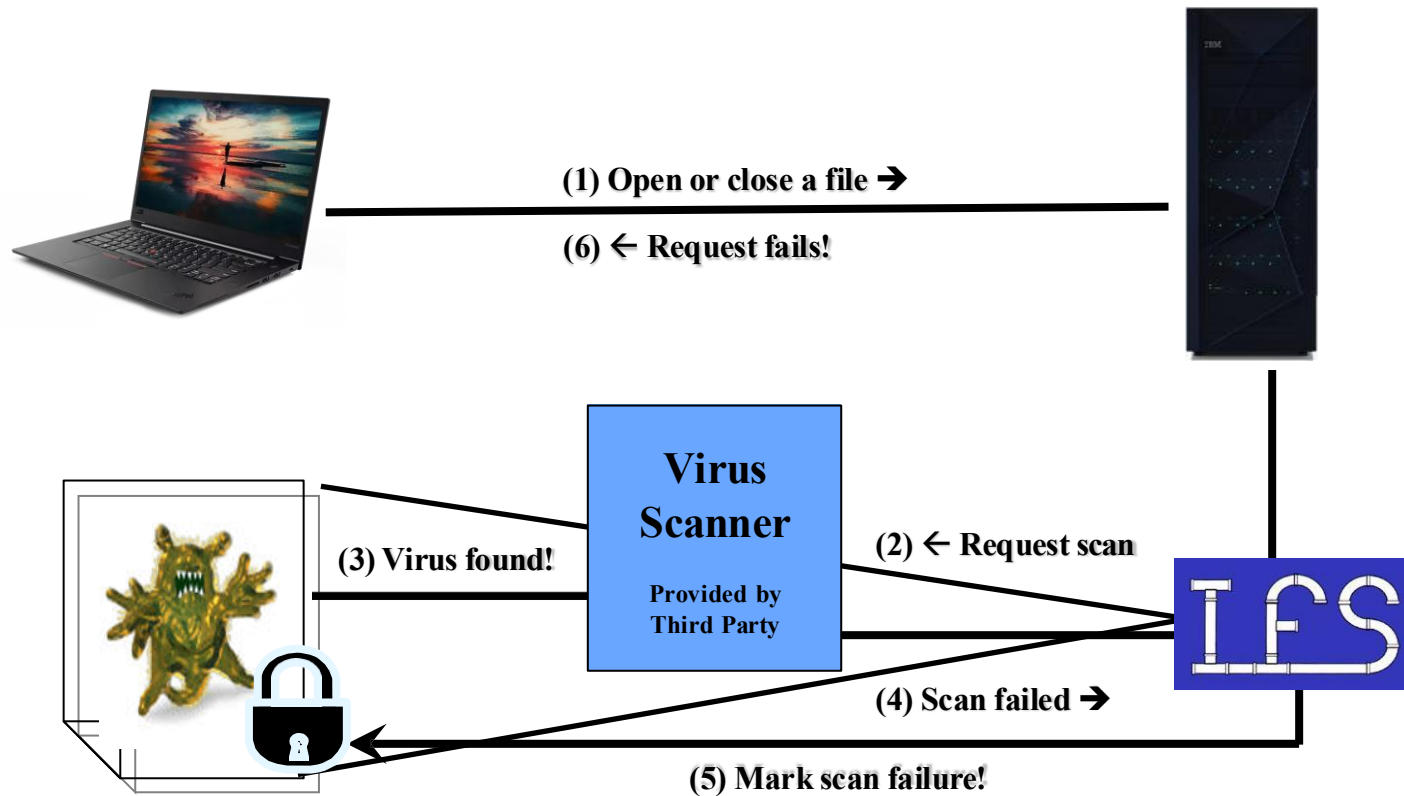 IBM
(1) Open or close a file ➔
(6) ← Request fails!
Virus
Scanner
Provided by
Third Party
(3) Virus found!
(2) ← Request scan
IFS
(4) Scan failed ➔
(5) Mark scan failure!